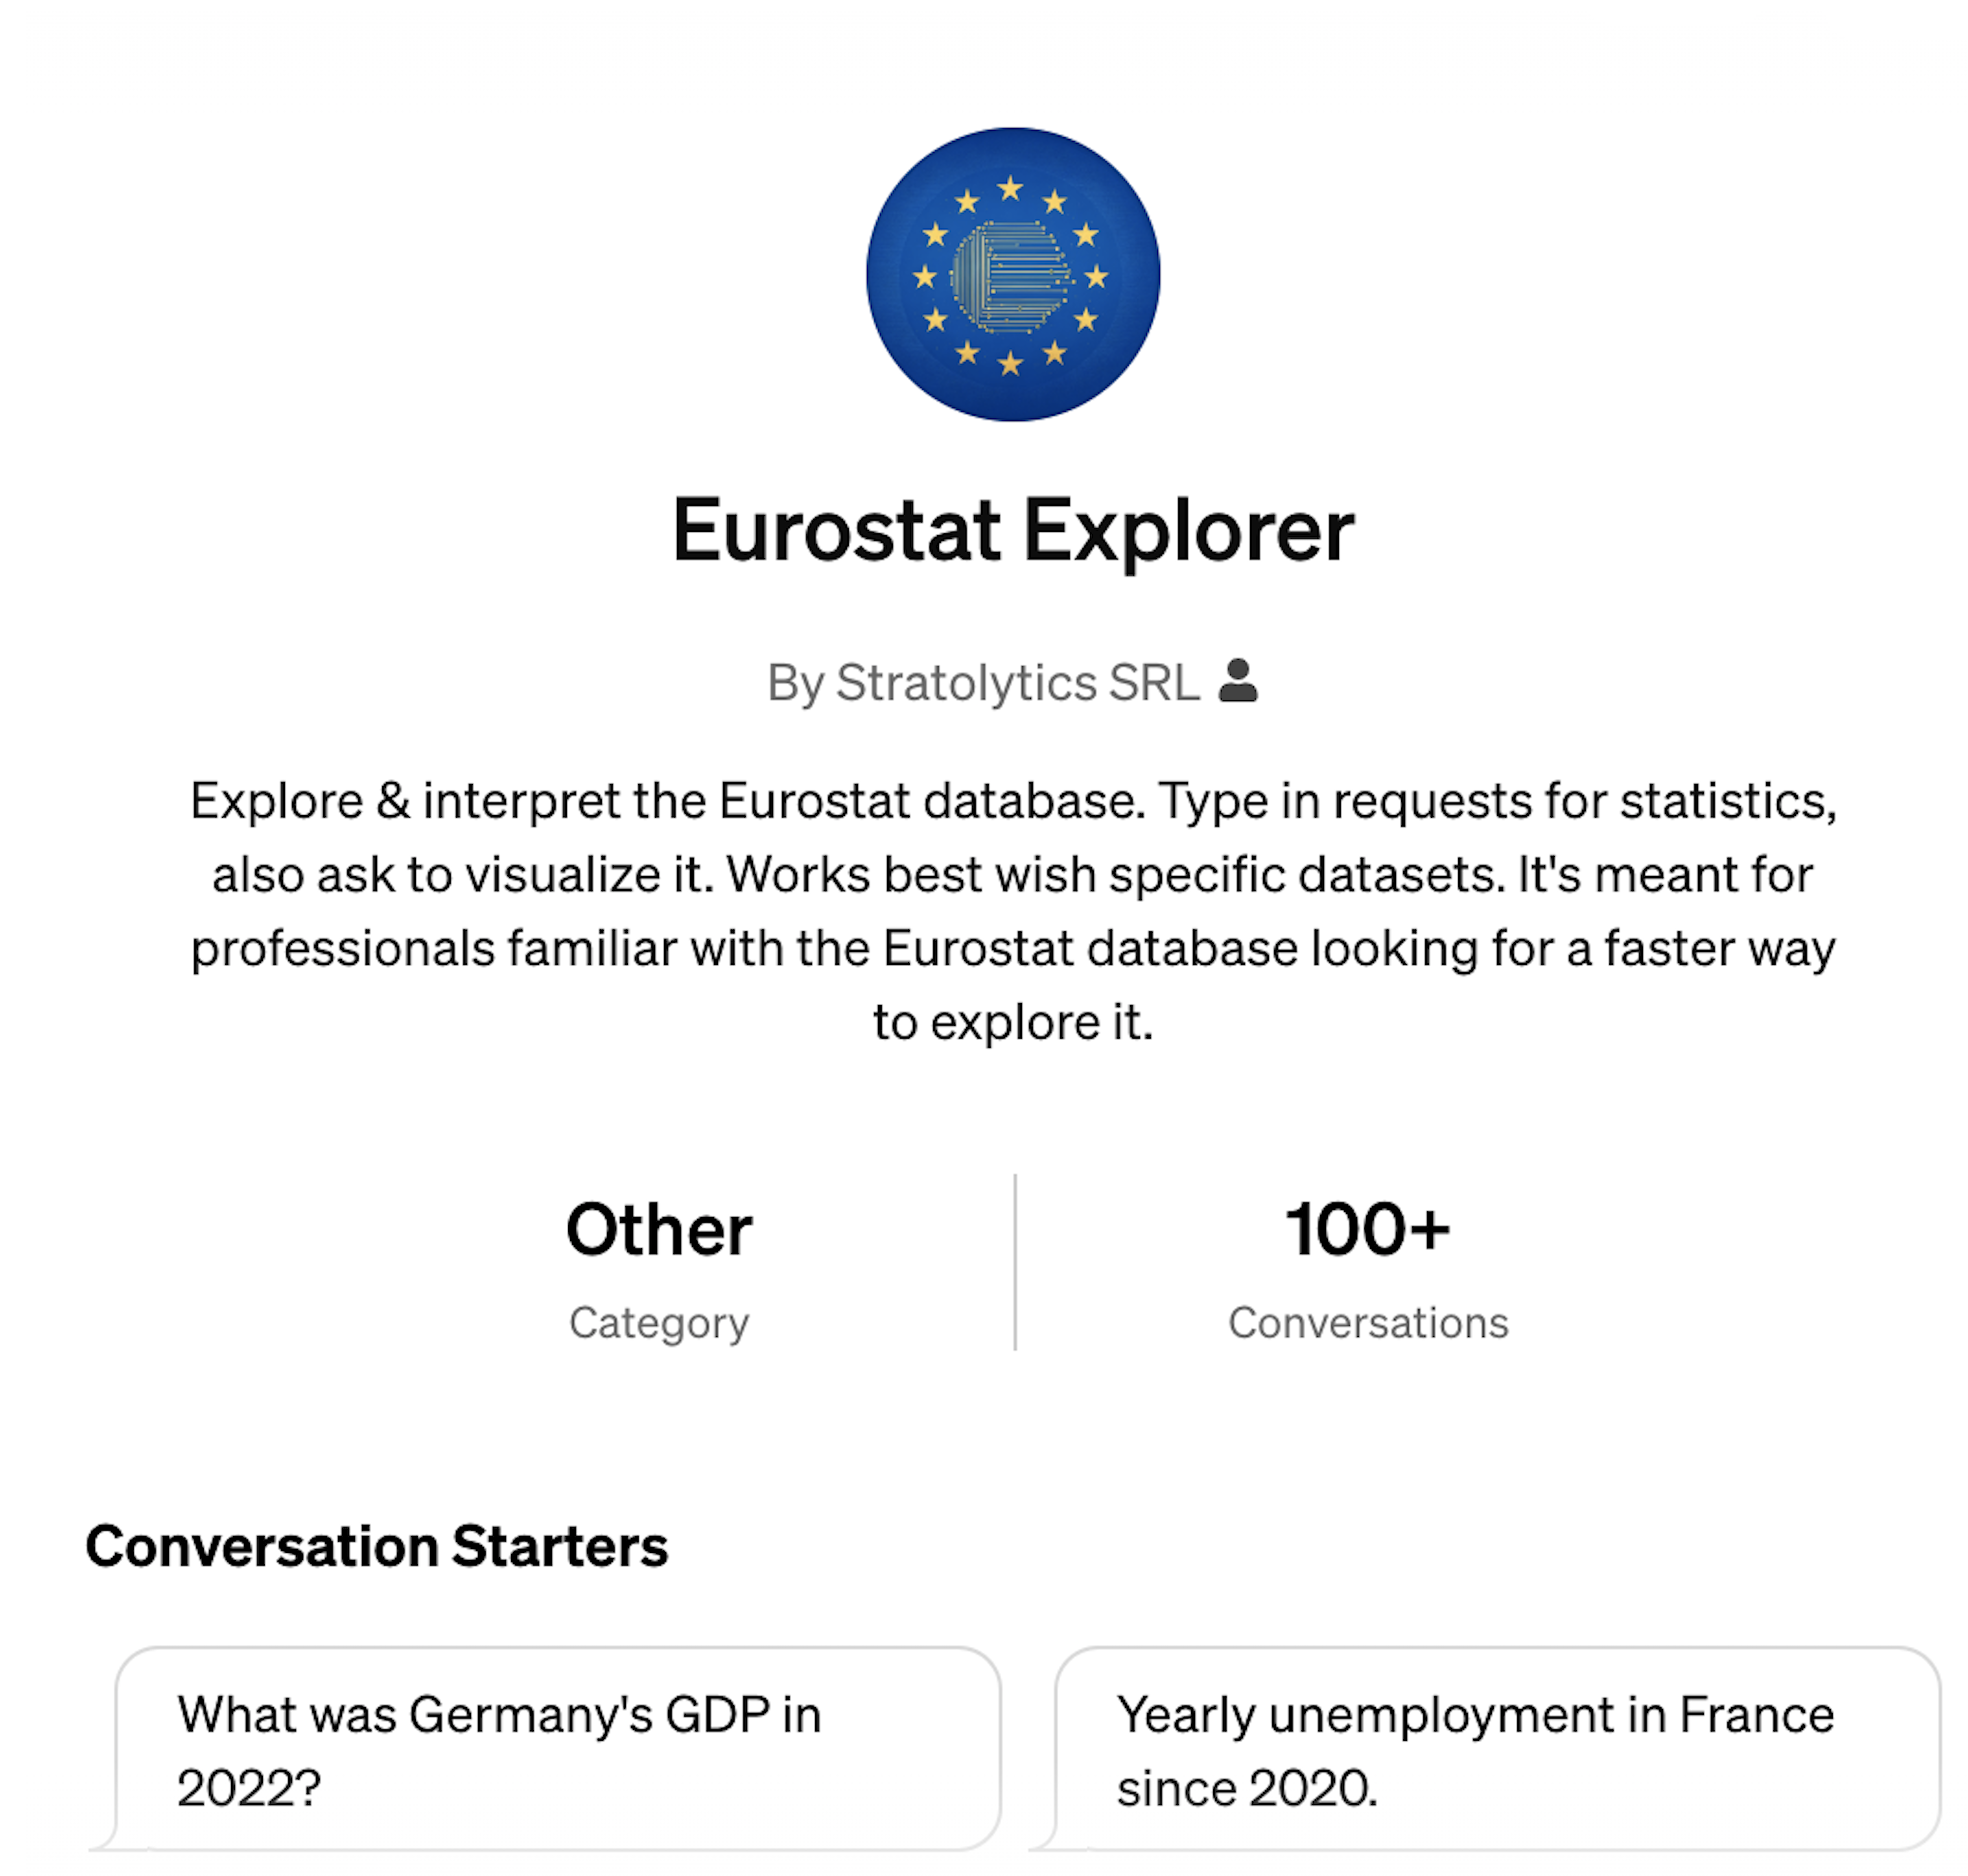 Eurostat Explorer
By Stratolytics SRL
Explore & interpret the Eurostat database. Type in requests for statistics,
also ask to visualize it. Works best wish specific datasets. It's meant for
professionals familiar with the Eurostat database looking for a faster way
to explore it.
Other
Category
100+
Conversations
Conversation Starters
What was Germany's GDP in
2022?
Yearly unemployment in France
since 2020.